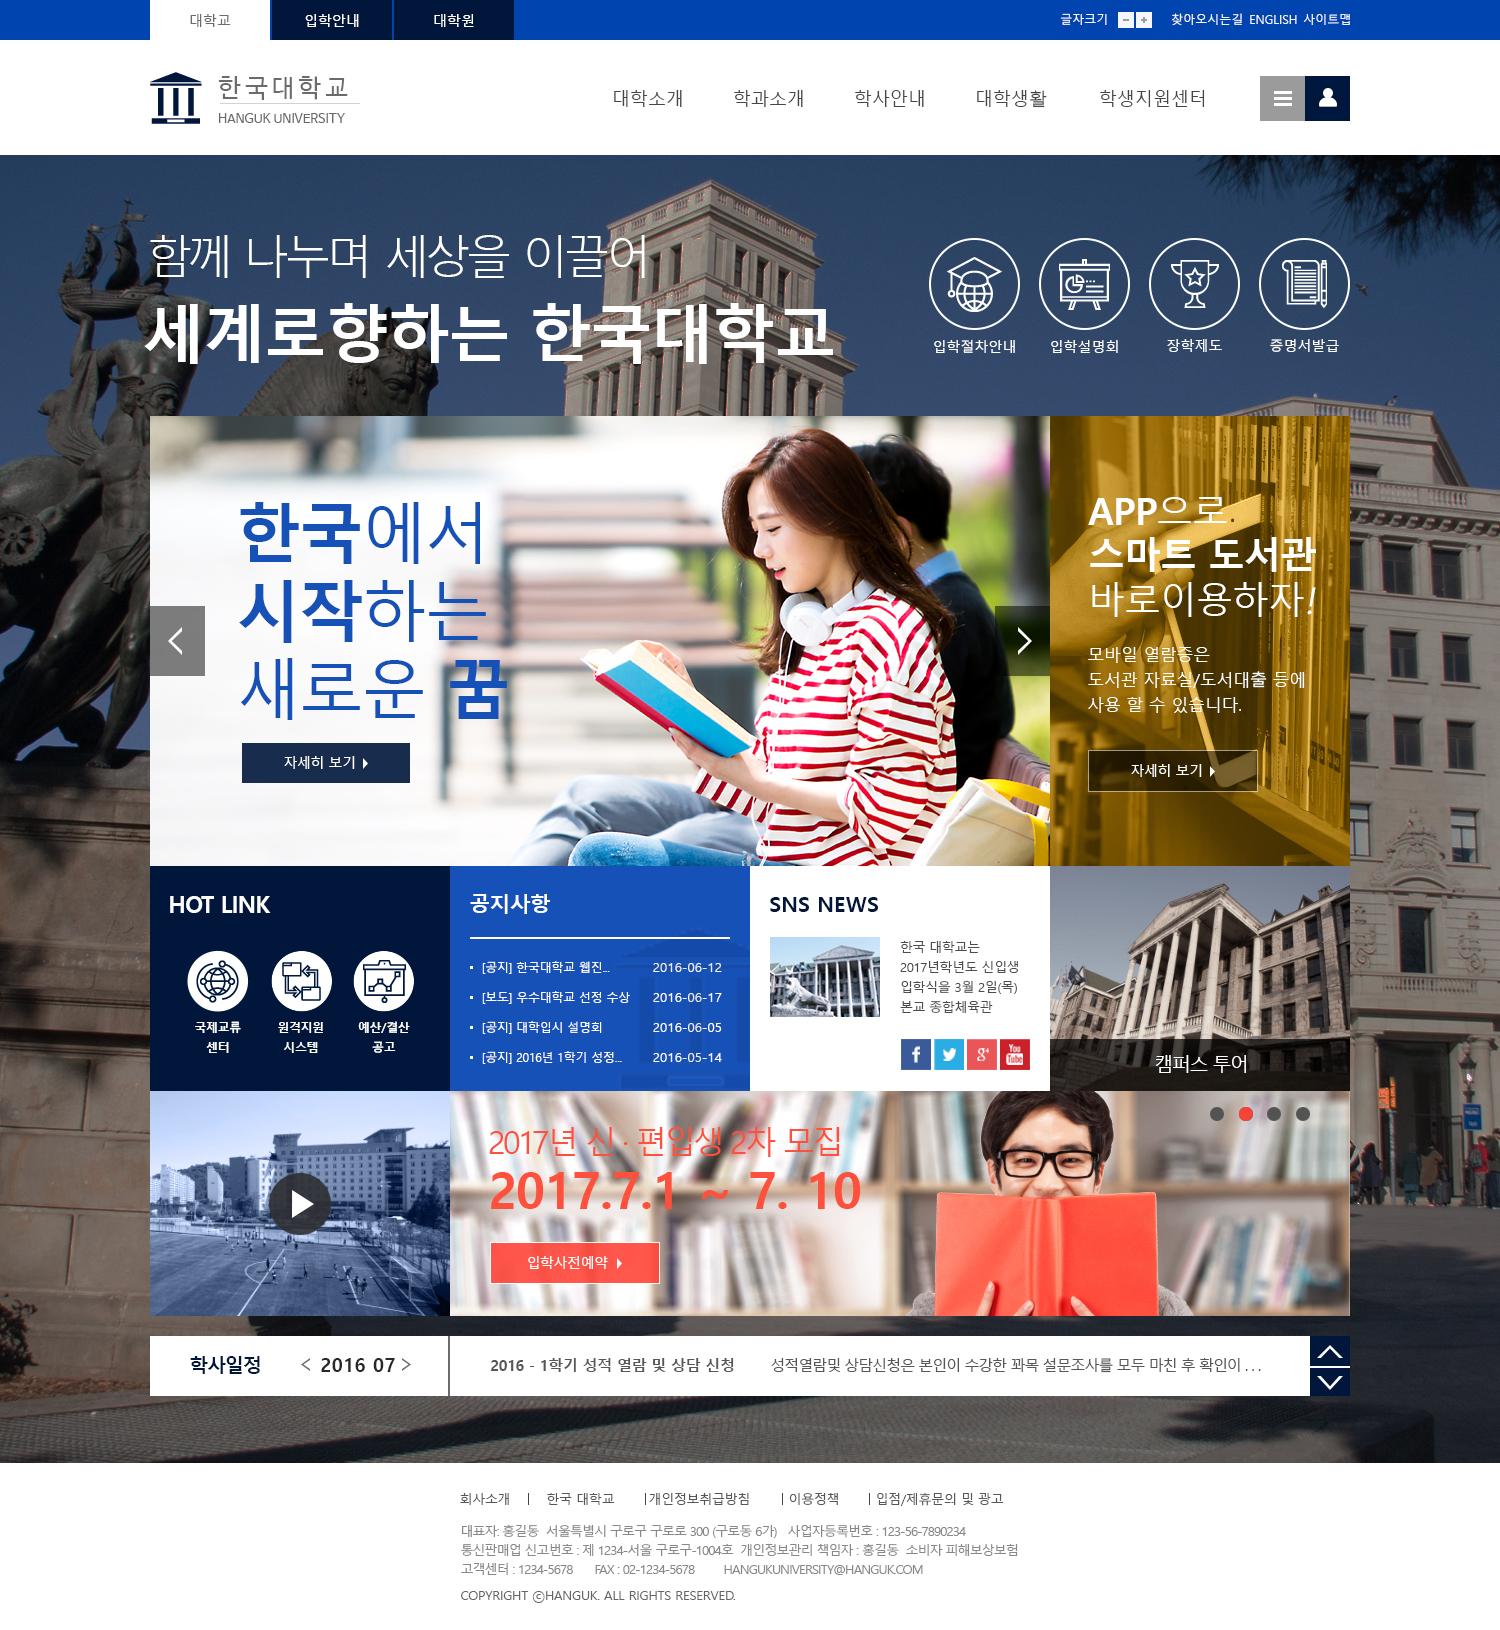 대학교 입학안내 대학원 글자크기 찾아오시는길 ENGLISH 사이트맵
한국대학교
HANGUK UNIVERSITY
대학소개 학과소개 학사안내 대학생활 학생지원센터
함께 나누며 세상을 이끌어
세계로향하는 한국대학교
입학절차안내 입학설명회 장학제도 증명서발급
한국에서
시작하는
새로운 꿈
자세히 보기
APP으로.
스마트 도서관
바로이용하자!
모바일 열람증은
도서관 자료실/도서대출 등에
사용 할 수 있습니다.
자세히 보기
HOT LINK
국제교류
센터
원격지원
시스템
예산/결산
공고
공지사항
[공지] 한국대학교 웹진... 2016-06-12
[보도] 우수대학교 선정 수상 2016-06-17
[공지] 대학입시 설명회 2016-06-05
[공지] 2016년 1학기 성정... 2016-05-14
SNS NEWS
한국 대학교는
2017년학년도 신입생
입학식을 3월 2일(목)
본교 종합체육관
You
Tube
캠퍼스 투어
2017년 신 · 편입생 2차 모집
2017.7.1 ~ 7. 10
입학사전예약
학사일정 < 2016 07 > 2016 - 1학기 성적 열람 및 상담 신청 성적열람및 상담신청은 본인이 수강한 꽈목 설문조사를 모두 마친 후 확인이 . . .
회사소개 | 한국 대학교 |개인정보취급방침 | 이용정책 | 입점/제휴문의 및 광고
대표자: 홍길동 서울특별시 구로구 구로로 300 (구로동 6가) 사업자등록번호 : 123-56-7890234
통신판매업 신고번호 : 제 1234-서울 구로구-1004호 개인정보관리 책임자 : 홍길동 소비자 피해보상보험
고객센터 : 1234-5678 FAX : 02-1234-5678 HANGUKUNIVERSITY@HANGUK.COM
COPYRIGHT ⓒHANGUK. ALL RIGHTS RESERVED.